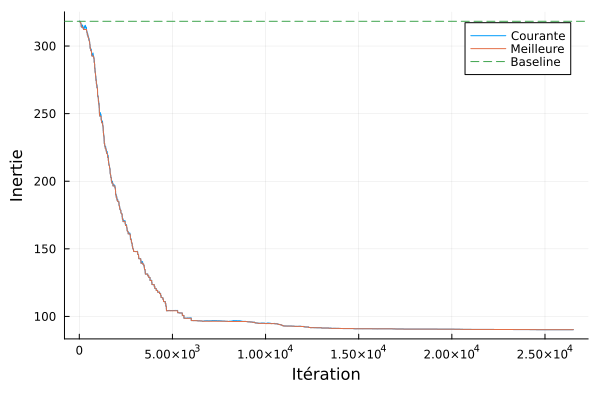 Courante
Meilleure
Baseline
300
250
200
150
100
Inertie
0
5.00×10³
1.00×10⁴
1.50×10⁴
2.00×10⁴
2.50×10⁴
Itération